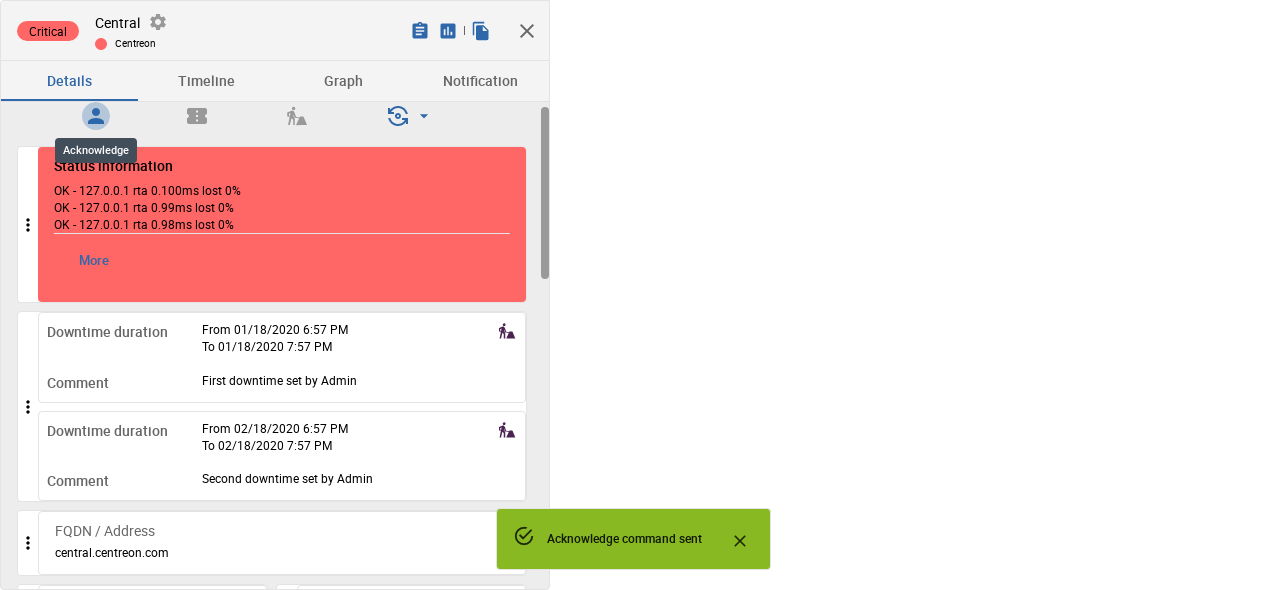 Critical
Central
Centreon
Details
Timeline
Graph
Notification
Acknowledge
Status information
OK - 127.0.0.1 rta 0.100ms lost 0%
OK - 127.0.0.1 rta 0.99ms lost 0%
OK - 127.0.0.1 rta 0.98ms lost 0%
More
Downtime duration
From 01/18/2020 6:57 PM
To 01/18/2020 7:57 PM
Comment
First downtime set by Admin
Downtime duration
From 02/18/2020 6:57 PM
To 02/18/2020 7:57 PM
Comment
Second downtime set by Admin
FQDN / Address
central.centreon.com
Acknowledge command sent